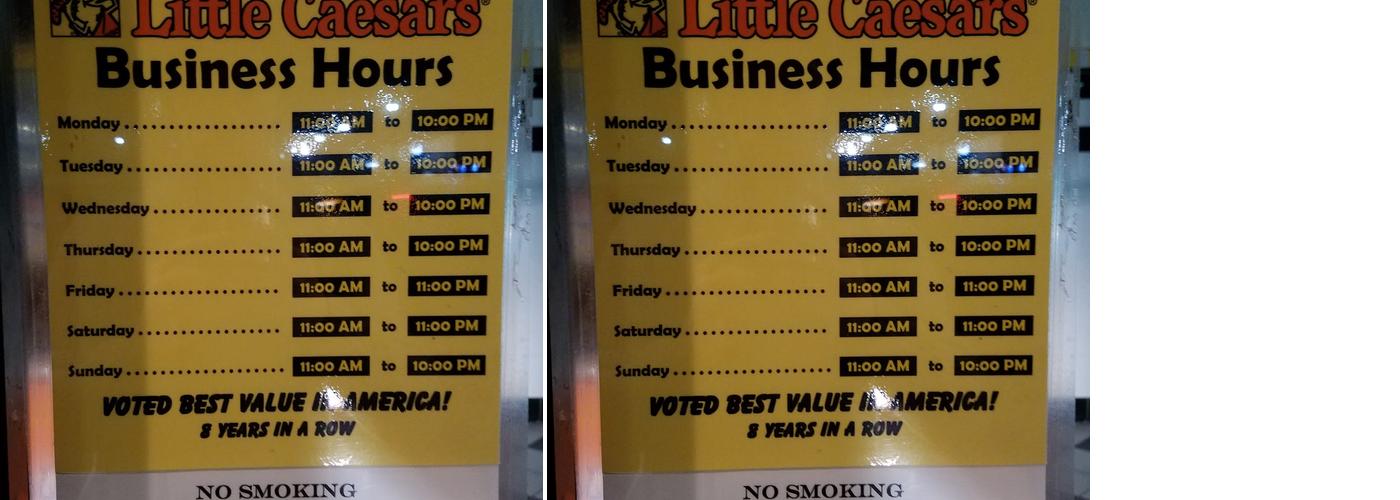 Little Caesars®
Business Hours
Monday 11:00 AM to 10:00 PM
Tuesday 11:00 AM to 10:00 PM
Wednesday 11:00 AM to 10:00 PM
Thursday 11:00 AM to 10:00 PM
Friday 11:00 AM to 11:00 PM
Saturday 11:00 AM to 11:00 PM
Sunday 11:00 AM to 10:00 PM
VOTED BEST VALUE IN AMERICA!
8 YEARS IN A ROW
NO SMOKING
Little Caesars®
Business Hours
Monday 11:00 AM to 10:00 PM
Tuesday 11:00 AM to 10:00 PM
Wednesday 11:00 AM to 10:00 PM
Thursday 11:00 AM to 10:00 PM
Friday 11:00 AM to 11:00 PM
Saturday 11:00 AM to 11:00 PM
Sunday 11:00 AM to 10:00 PM
VOTED BEST VALUE IN AMERICA!
8 YEARS IN A ROW
NO SMOKING